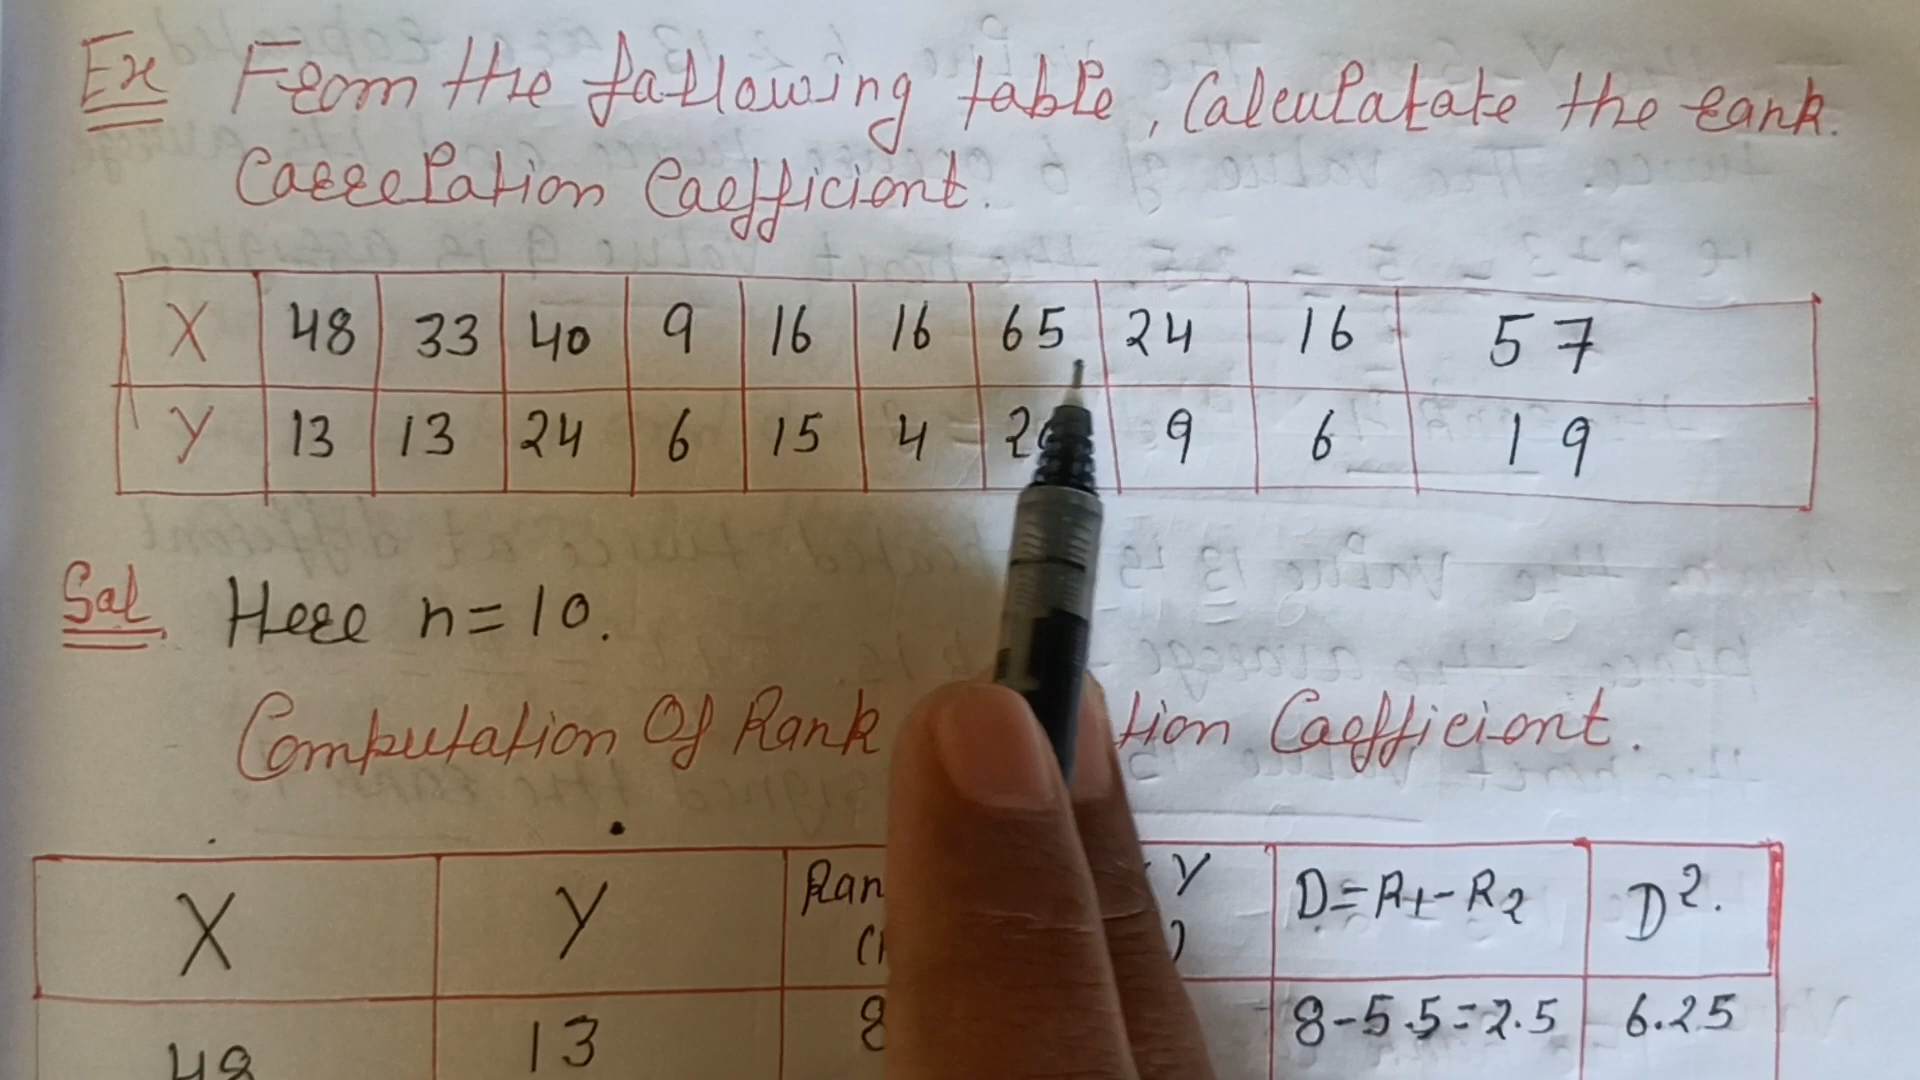 Ex From the following table, Calculatate the rank.
Correlation Coefficient.
X 48 33 40 9 16 16 65 24 16 57
Y 13 13 24 6 15 4 9 6 19
Sol. Here n=10.
Computation Of Rank Coefficient.
X Y Y D=R1-R2 D².
48 13 8 8-5.5=2.5 6.25